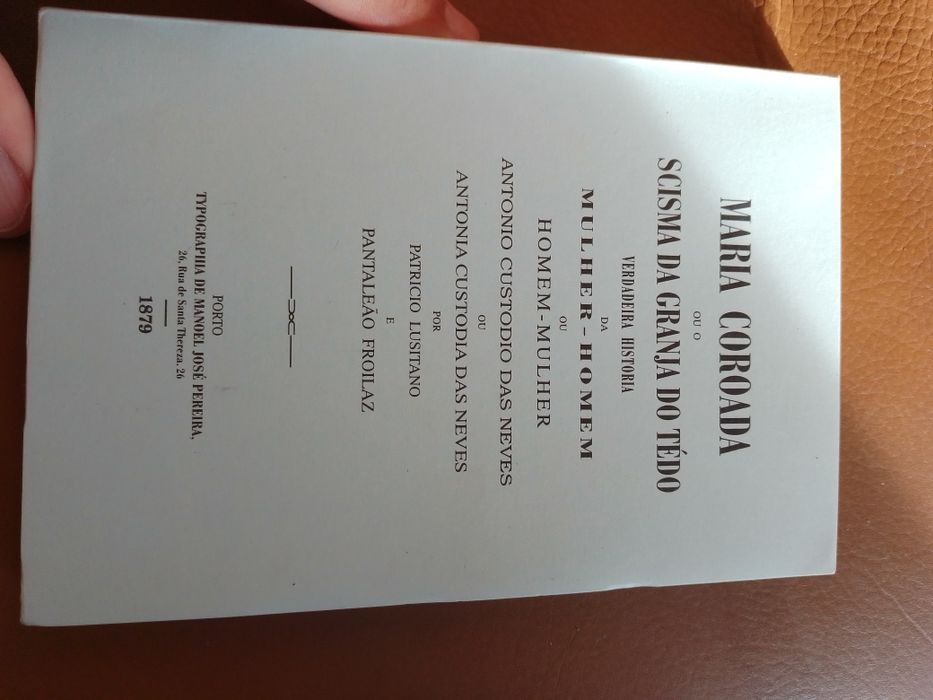 MARIA COROADA
OU O
SCISMA DA GRANJA DO TÉDO
VERDADEIRA HISTORIA
DA
MULHER-HOMEM
OU
HOMEM-MULHER
ANTONIO CUSTODIO DAS NEVES
OU
ANTONIA CUSTODIA DAS NEVES
POR
PATRICIO LUSITANO
E
PANTALEÃO FROILAZ
PORTO
TYPOGRAPHIA DE MANOEL JOSÉ PEREIRA,
26, Rua de Santa Thereza, 26
1879